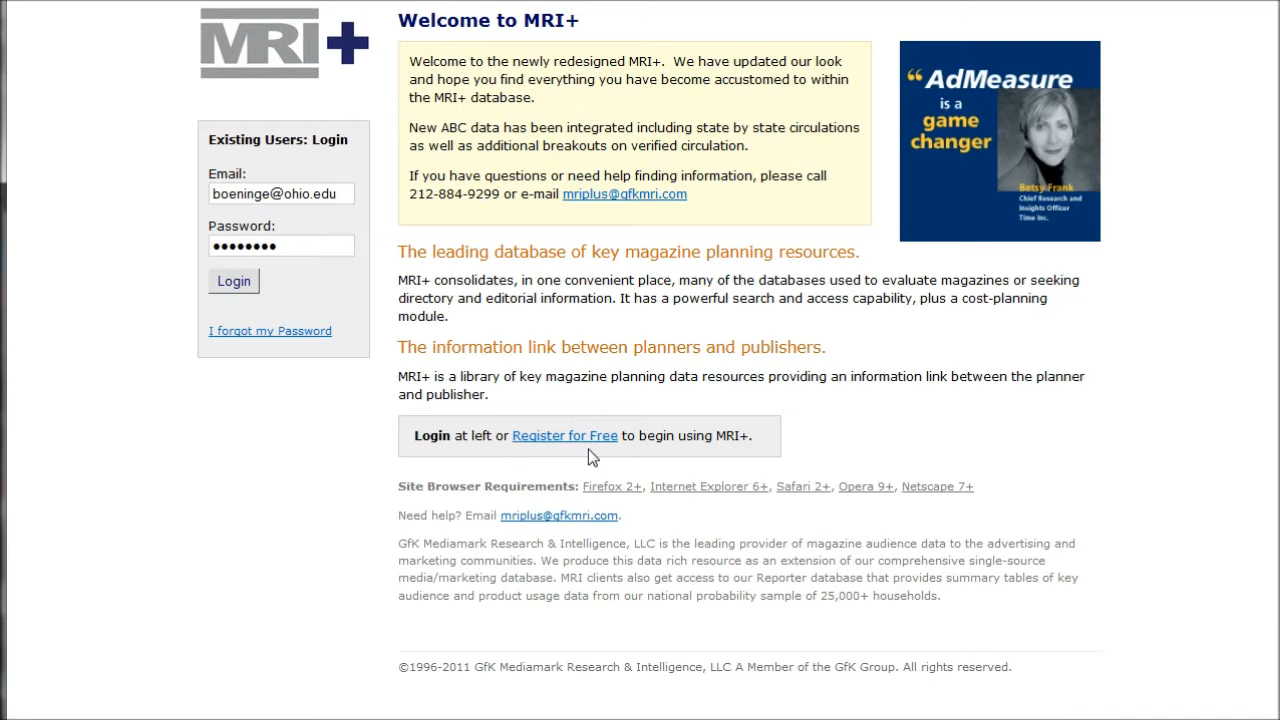 MRI+
Existing Users: Login
Email:
boeninge@ohio.edu
Password:
••••••••
Login
I forgot my Password
Welcome to MRI+
Welcome to the newly redesigned MRI+.  We have updated our look
and hope you find everything you have become accustomed to within
the MRI+ database.
New ABC data has been integrated including state by state circulations
as well as additional breakouts on verified circulation.
If you have questions or need help finding information, please call
212-884-9299 or e-mail mriplus@gfkmri.com
“AdMeasure
is a
game
changer
Betsy Frank
Chief Research and
Insights Officer
Time Inc.
The leading database of key magazine planning resources.
MRI+ consolidates, in one convenient place, many of the databases used to evaluate magazines or seeking
directory and editorial information. It has a powerful search and access capability, plus a cost-planning
module.
The information link between planners and publishers.
MRI+ is a library of key magazine planning data resources providing an information link between the planner
and publisher.
Login at left or Register for Free to begin using MRI+.
Site Browser Requirements: Firefox 2+, Internet Explorer 6+, Safari 2+, Opera 9+, Netscape 7+
Need help? Email mriplus@gfkmri.com.
GfK Mediamark Research & Intelligence, LLC is the leading provider of magazine audience data to the advertising and
marketing communities. We produce this data rich resource as an extension of our comprehensive single-source
media/marketing database. MRI clients also get access to our Reporter database that provides summary tables of key
audience and product usage data from our national probability sample of 25,000+ households.
©1996-2011 GfK Mediamark Research & Intelligence, LLC A Member of the GfK Group. All rights reserved.